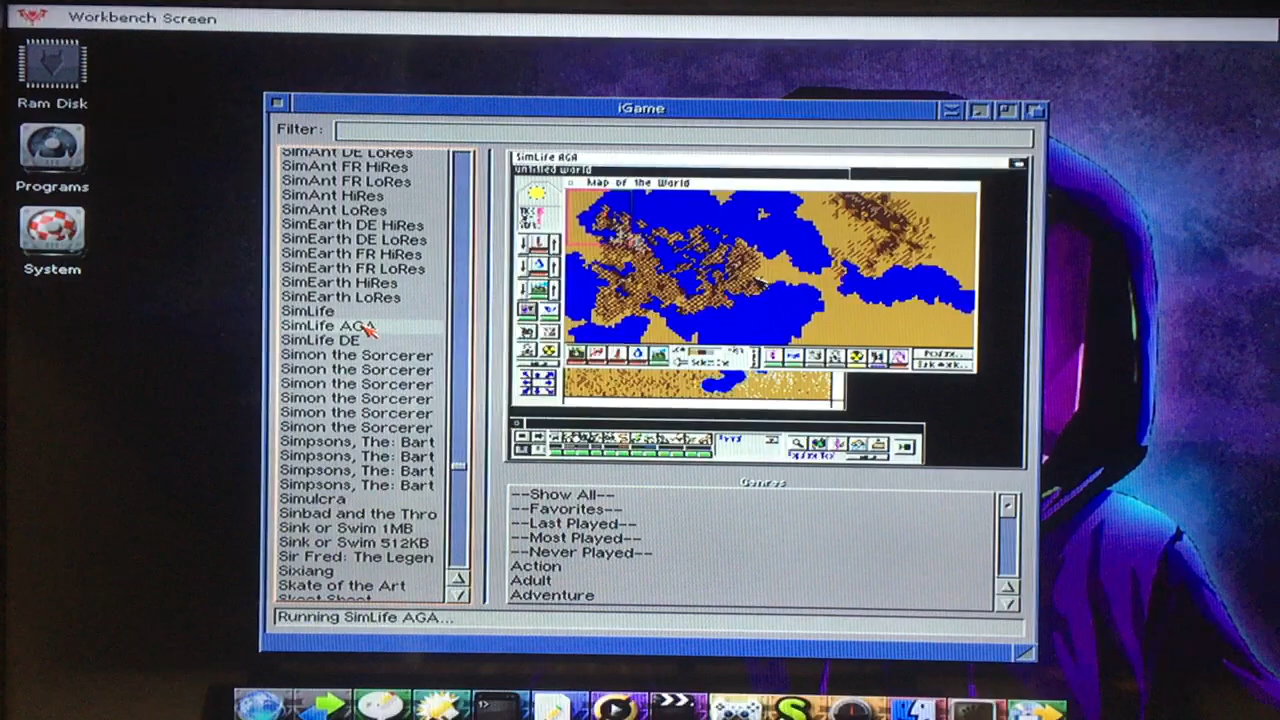 Workbench Screen
Ram Disk
Programs
System
iGame
Filter:
SimAnt DE LoRes
SimAnt FR HiRes
SimAnt FR LoRes
SimAnt HiRes
SimAnt LoRes
SimEarth DE HiRes
SimEarth DE LoRes
SimEarth FR HiRes
SimEarth FR LoRes
SimEarth HiRes
SimEarth LoRes
SimLife
SimLife AGA
SimLife DE
Simon the Sorcerer
Simon the Sorcerer
Simon the Sorcerer
Simon the Sorcerer
Simon the Sorcerer
Simon the Sorcerer
Simpsons, The: Bart
Simpsons, The: Bart
Simpsons, The: Bart
Simpsons, The: Bart
Simulcra
Sinbad and the Thro
Sink or Swim 1MB
Sink or Swim 512KB
Sir Fred: The Legen
Sixiang
Skate of the Art
Skeet Shoot
SimLife AGA
untitled world
Map of the World
Genres
--Show All--
--Favorites--
--Last Played--
--Most Played--
--Never Played--
Action
Adult
Adventure
Running SimLife AGA...